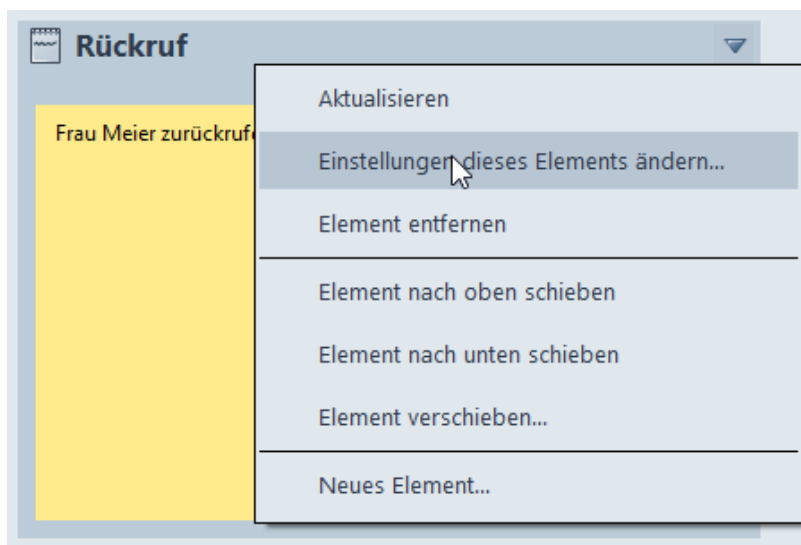 Rückruf
Aktualisieren
Frau Meier
Einstellungen dieses Elements ändern...
Element entfernen
Element nach oben schieben
Element nach unten schieben
Element verschieben...
Neues Element...